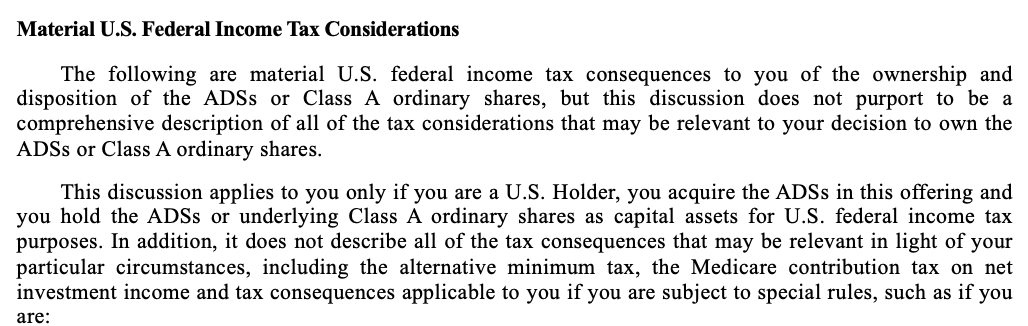 Material U.S. Federal Income Tax Considerations
The following are material U.S. federal income tax consequences to you of the ownership and
disposition of the ADSs or Class A ordinary shares, but this discussion does not purport to be a
comprehensive description of all of the tax considerations that may be relevant to your decision to own the
ADSs or Class A ordinary shares.
This discussion applies to you only if you are a U.S. Holder, you acquire the ADSs in this offering and
you hold the ADSs or underlying Class A ordinary shares as capital assets for U.S. federal income tax
purposes. In addition, it does not describe all of the tax consequences that may be relevant in light of your
particular circumstances, including the alternative minimum tax, the Medicare contribution tax on net
investment income and tax consequences applicable to you if you are subject to special rules, such as if you
are: